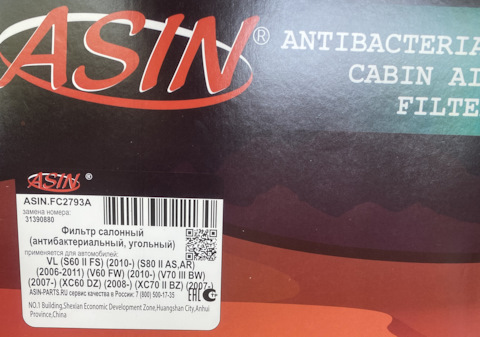 ASIN®
ANTIBACTERIA
CABIN AI
FILTE
ASIN®
ASIN.FC2793A
замена номера:
31390880
Фильтр салонный
(антибактериальный, угольный)
применяется для автомобилей:
VL (S60 II FS) (2010-) (S80 II AS,AR)
(2006-2011) (V60 FW) (2010-) (V70 III BW)
(2007-) (XC60 DZ) (2008-) (XC70 II BZ) (2007-)
ASIN-PARTS.RU сервис качества в России: 7 (800) 500-17-35
NO.1 Building,Shexian Economic Development Zone,Huangshan City,Anhui
Province,China
EAC